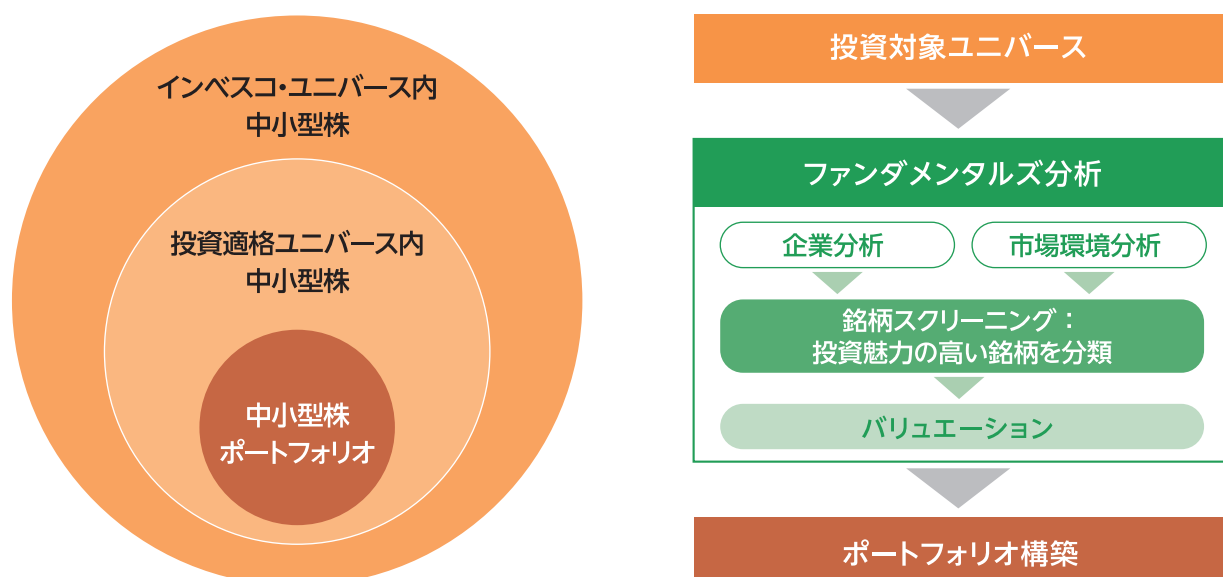 インベスコ・ユニバース内
中小型株
投資適格ユニバース内
中小型株
中小型株
ポートフォリオ
投資対象ユニバース
ファンダメンタルズ分析
企業分析
市場環境分析
銘柄スクリーニング：
投資魅力の高い銘柄を分類
バリュエーション
ポートフォリオ構築